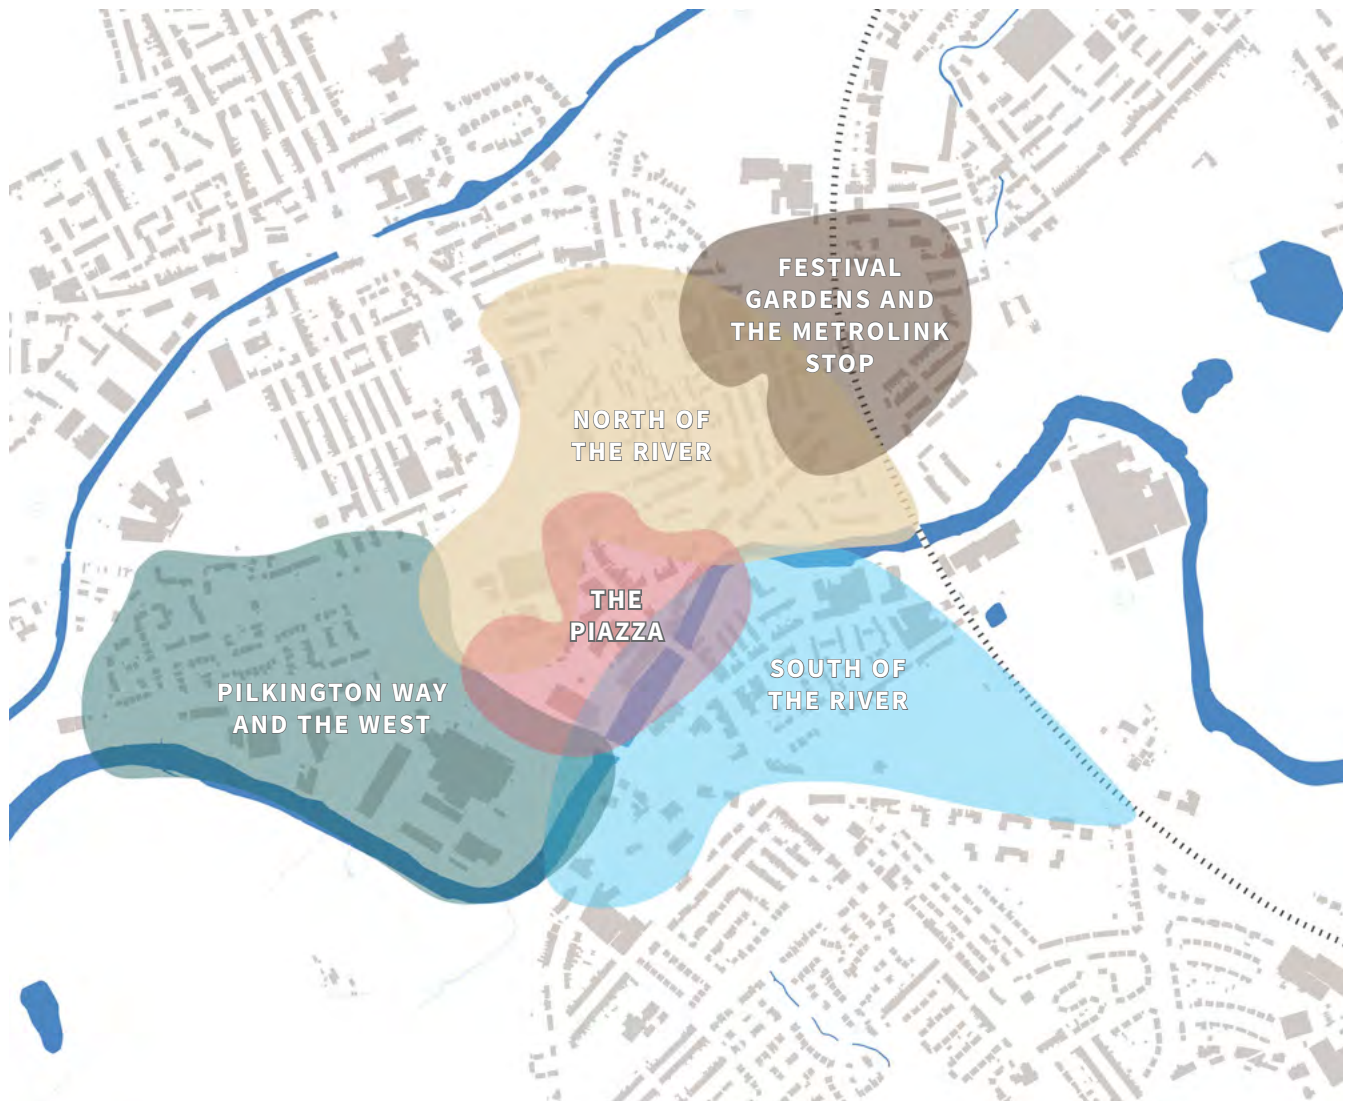 FESTIVAL
GARDENS AND
THE METROLINK
STOP
NORTH OF
THE RIVER
THE
PIAZZA
SOUTH OF
THE RIVER
PILKINGTON WAY
AND THE WEST